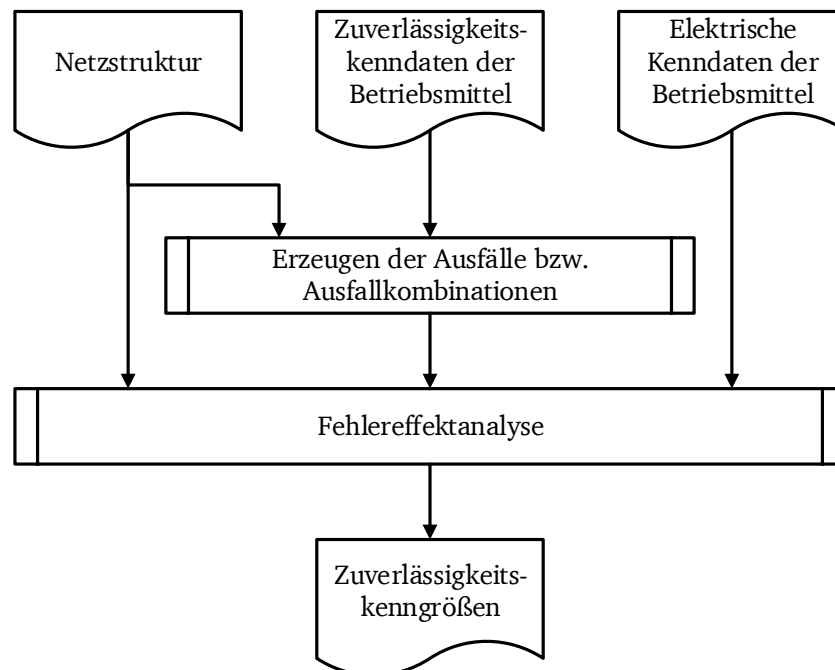 Netzstruktur
Zuverlässigkeits-
kenndaten der
Betriebsmittel
Elektrische
Kenndaten der
Betriebsmittel
Erzeugen der Ausfälle bzw.
Ausfallkombinationen
Fehlereffektanalyse
Zuverlässigkeits-
kenngrößen